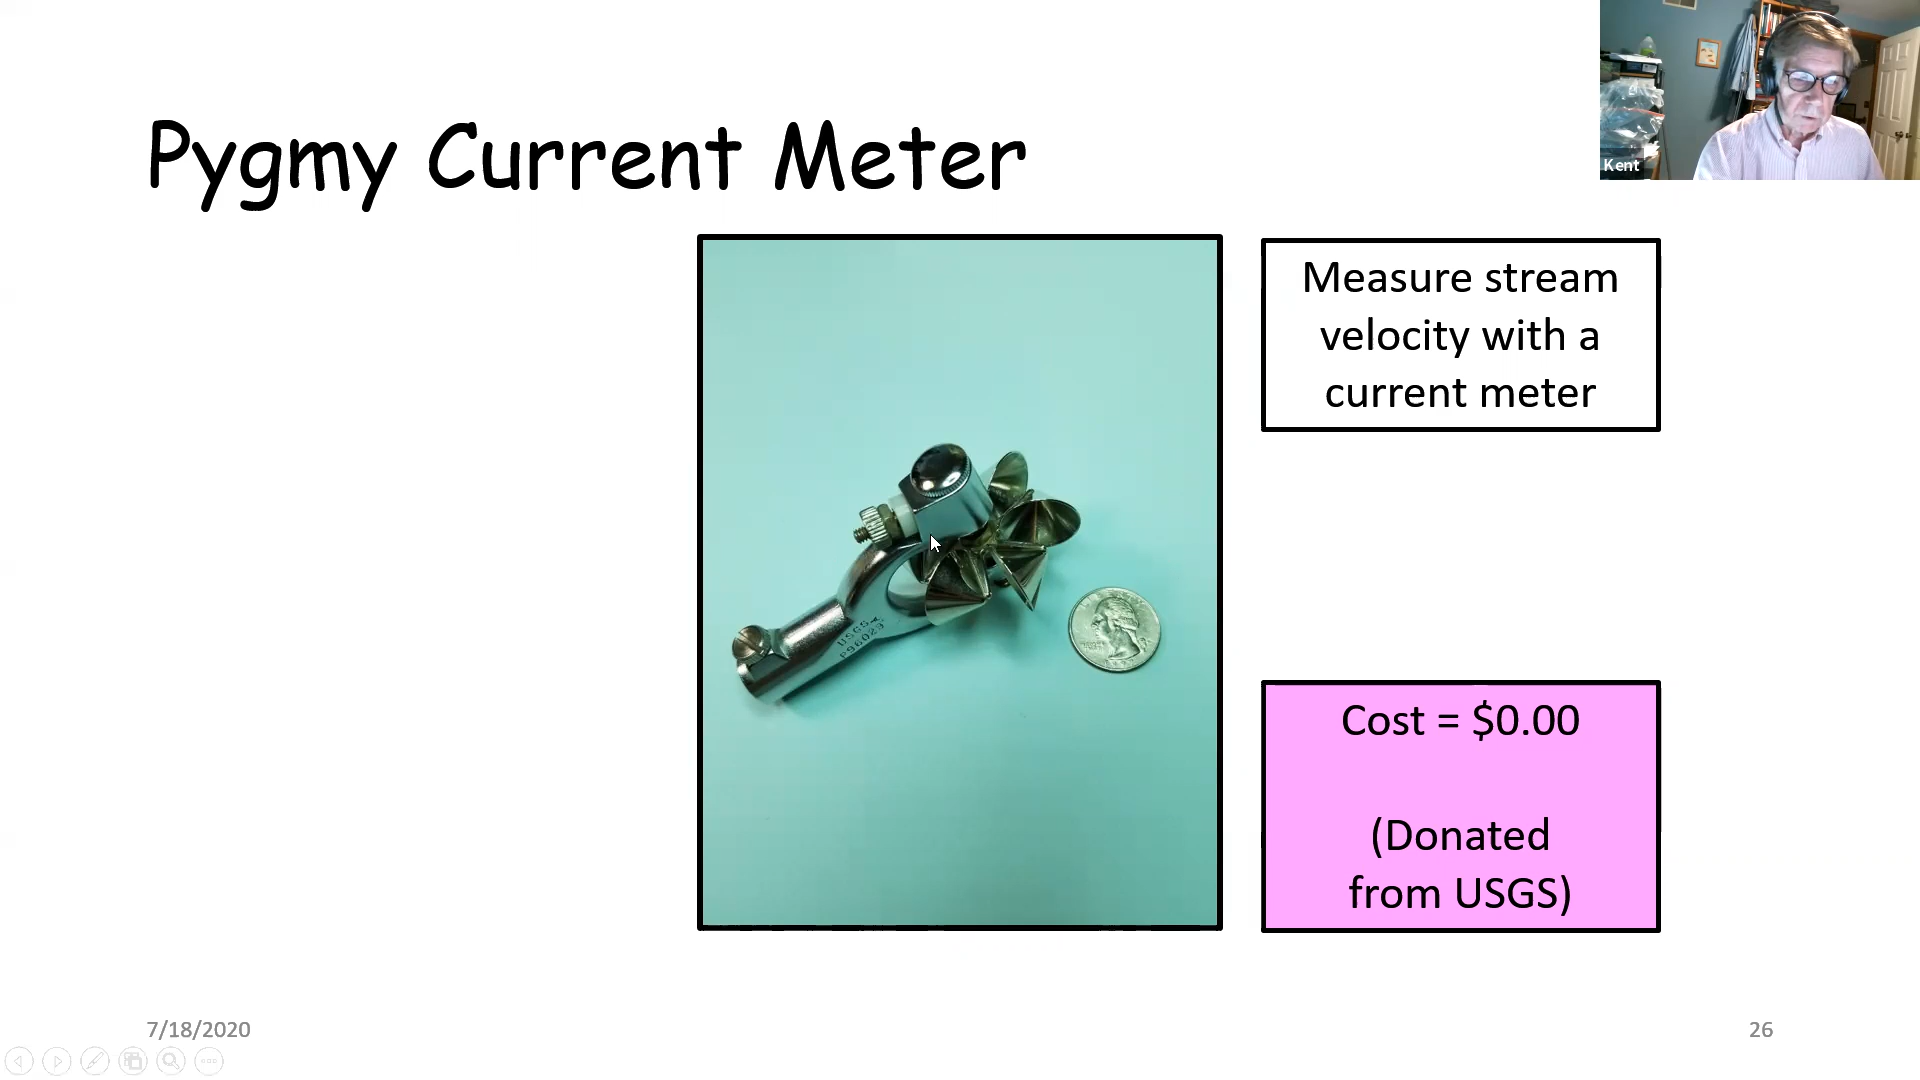 Pygmy Current Meter
Kent
Measure stream
velocity with a
current meter
USGS
Cost = $0.00
(Donated
from USGS)
7/18/2020
26